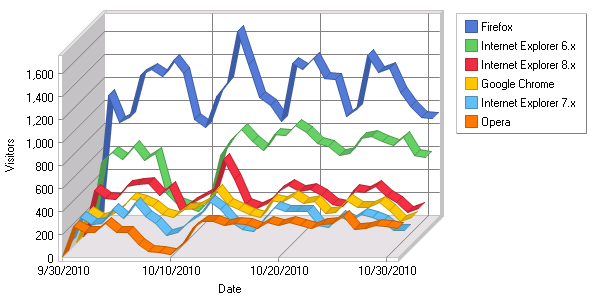 Firefox
Internet Explorer 6.x
Internet Explorer 8.x
Google Chrome
Internet Explorer 7.x
Opera
Visitors
1,600
1,400
1,200
1,000
800
600
400
200
0
9/30/2010 10/10/2010 10/20/2010 10/30/2010
Date